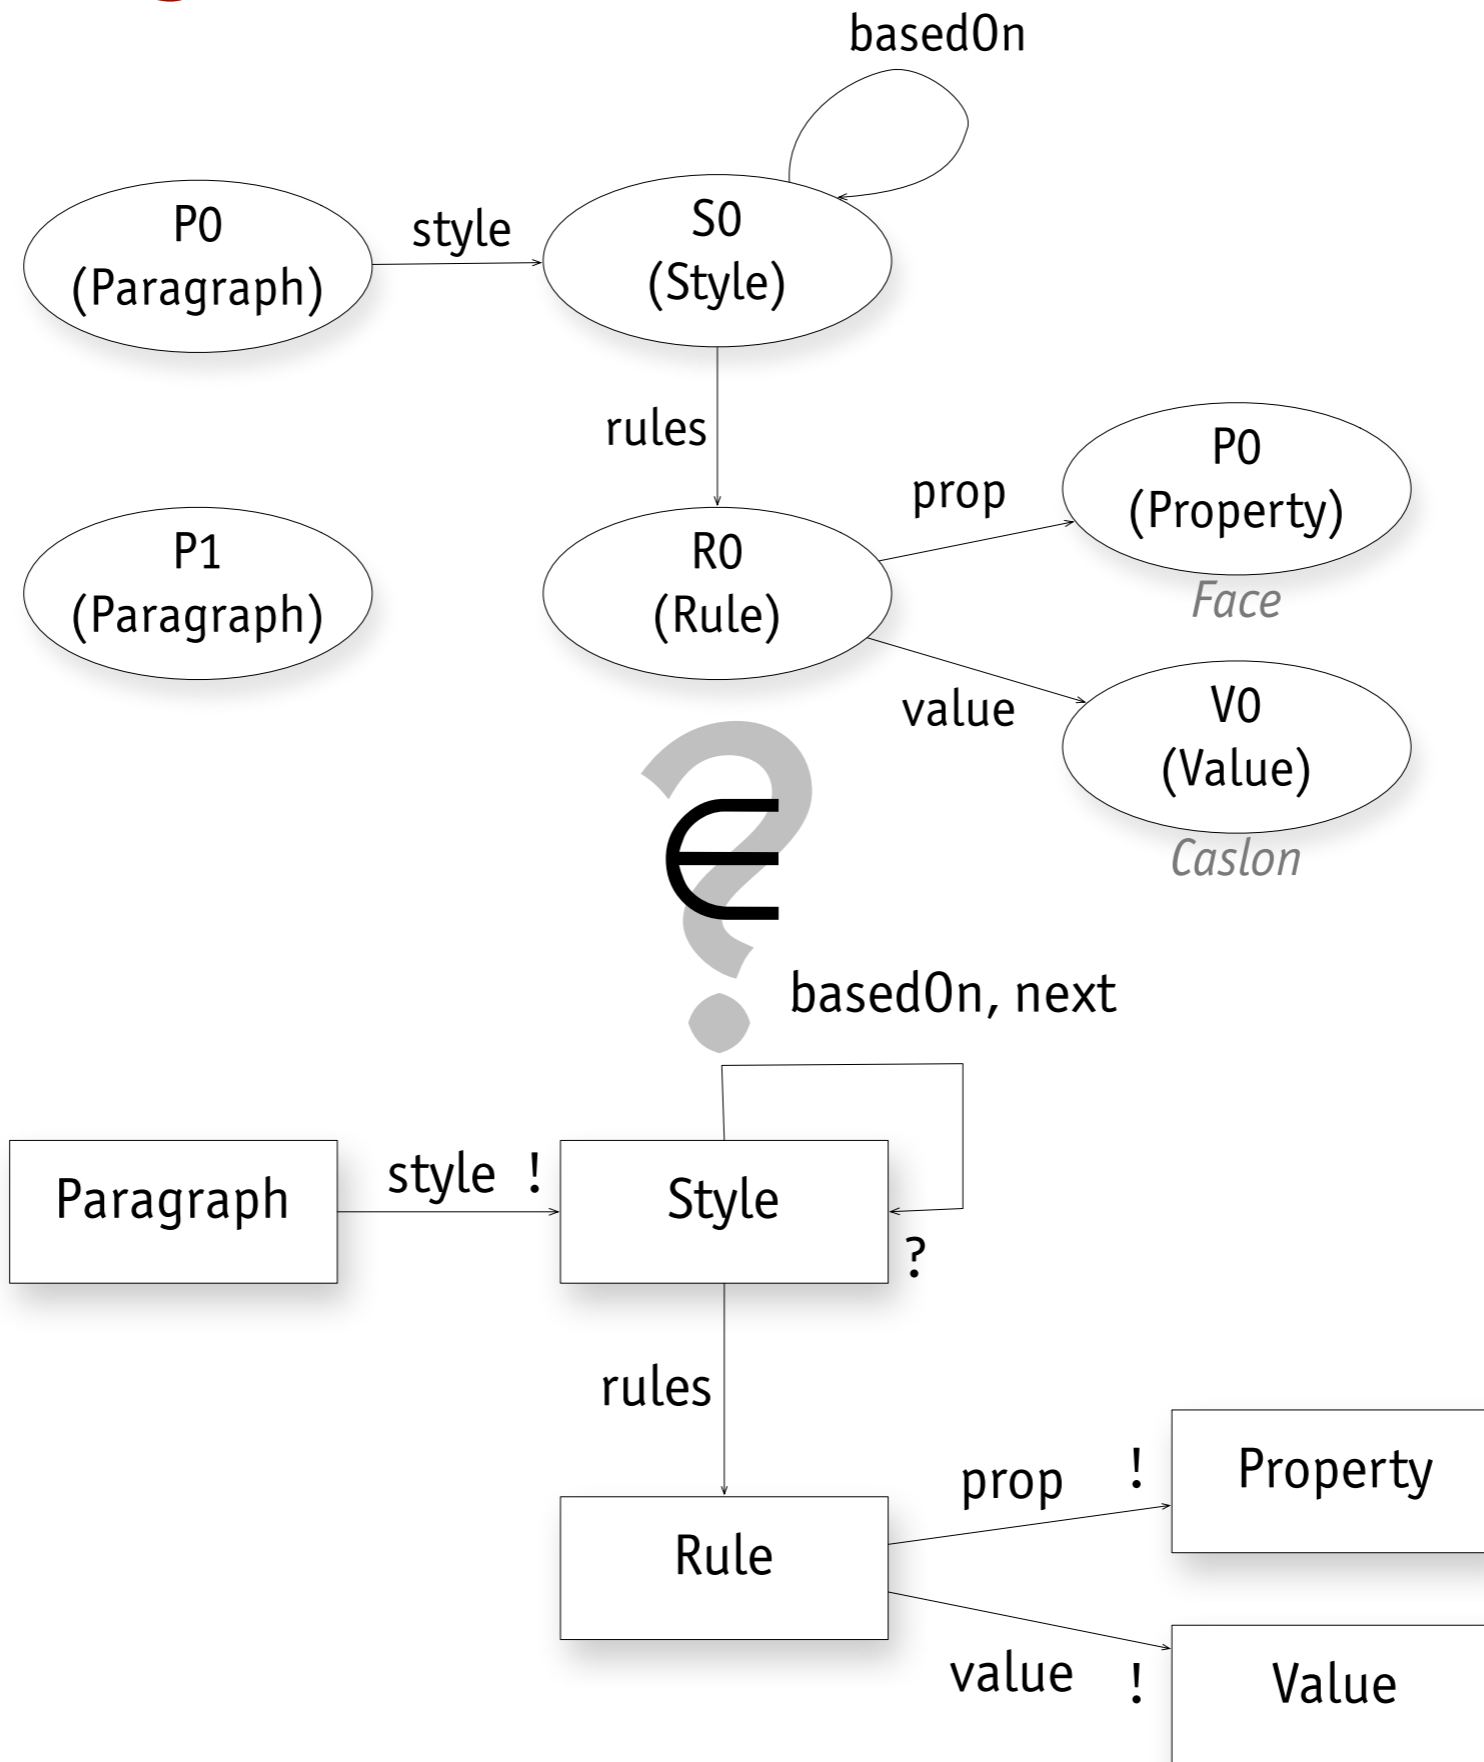 basedOn
P0
(Paragraph)
style
S0
(Style)
rules
P1
(Paragraph)
R0
(Rule)
prop
P0
(Property)
Face
value
V0
(Value)
Caslon
?
∈
basedOn, next
Paragraph
style !
Style
?
rules
Rule
prop !
Property
value !
Value